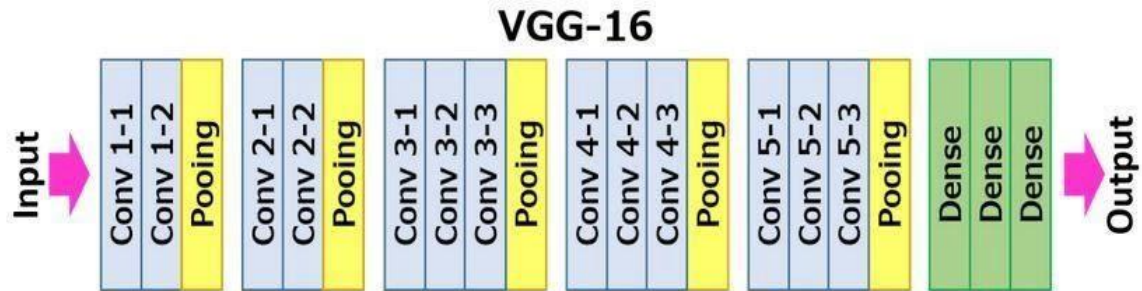 VGG-16
Input
Conv 1-1
Conv 1-2
Pooing
Conv 2-1
Conv 2-2
Pooing
Conv 3-1
Conv 3-2
Conv 3-3
Pooing
Conv 4-1
Conv 4-2
Conv 4-3
Pooing
Conv 5-1
Conv 5-2
Conv 5-3
Pooing
Dense
Dense
Dense
Output